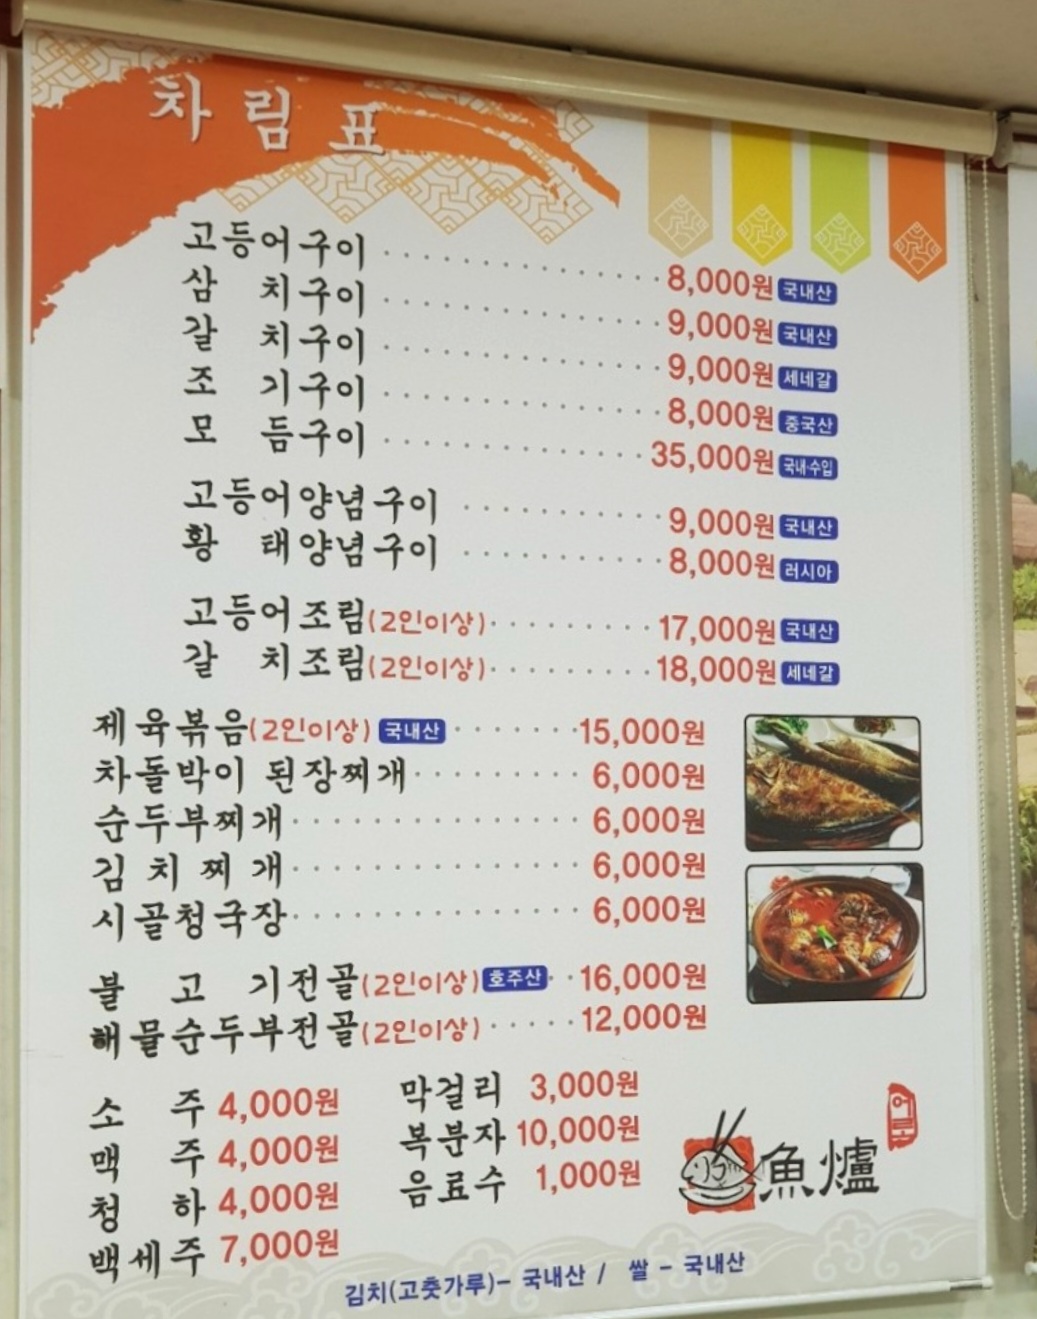 차림표
고등어구이 8,000원 국내산
삼 치구이 9,000원 국내산
갈 치구이 9,000원 세네갈
조 기구이 8,000원 중국산
모 듬구이 35,000원 국내·수입
고등어양념구이 9,000원 국내산
황 태양념구이 8,000원 러시아
고등어조림(2인이상) 17,000원 국내산
갈 치조림(2인이상) 18,000원 세네갈
제육볶음(2인이상) 국내산 15,000원
차돌박이 된장찌개 6,000원
순두부찌개 6,000원
김치찌개 6,000원
시골청국장 6,000원
불 고 기전골(2인이상) 호주산 16,000원
해물순두부전골(2인이상) 12,000원
소 주 4,000원 막걸리 3,000원
맥 주 4,000원 복분자 10,000원
청 하 4,000원 음료수 1,000원
백세주 7,000원
어로
魚爐
김치(고춧가루)- 국내산 / 쌀 - 국내산